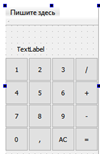 Пишите здесь
TextLabel
1 2 3 /
4 5 6 +
7 8 9 -
0 , AC =